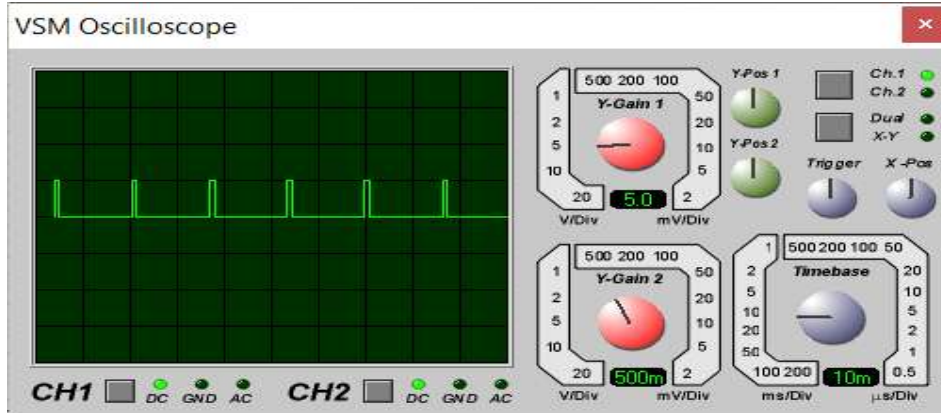 VSM Oscilloscope
500 200 100
1
2
5
10
20
Y-Gain 1
50
20
10
5
2
5.0
V/Div
mV/Div
Y-Pos 1
Y-Pos 2
Ch.1
Ch.2
Dual
X-Y
Trigger
X-Pos
500 200 100
1
2
5
10
20
Y-Gain 2
50
20
10
5
2
500m
V/Div
mV/Div
1
500 200 100 50
2
5
10
20
50
100 200
Timebase
20
10
5
2
1
0.5
10m
ms/Div
µs/Div
CH1 DC GND AC
CH2 DC GND AC